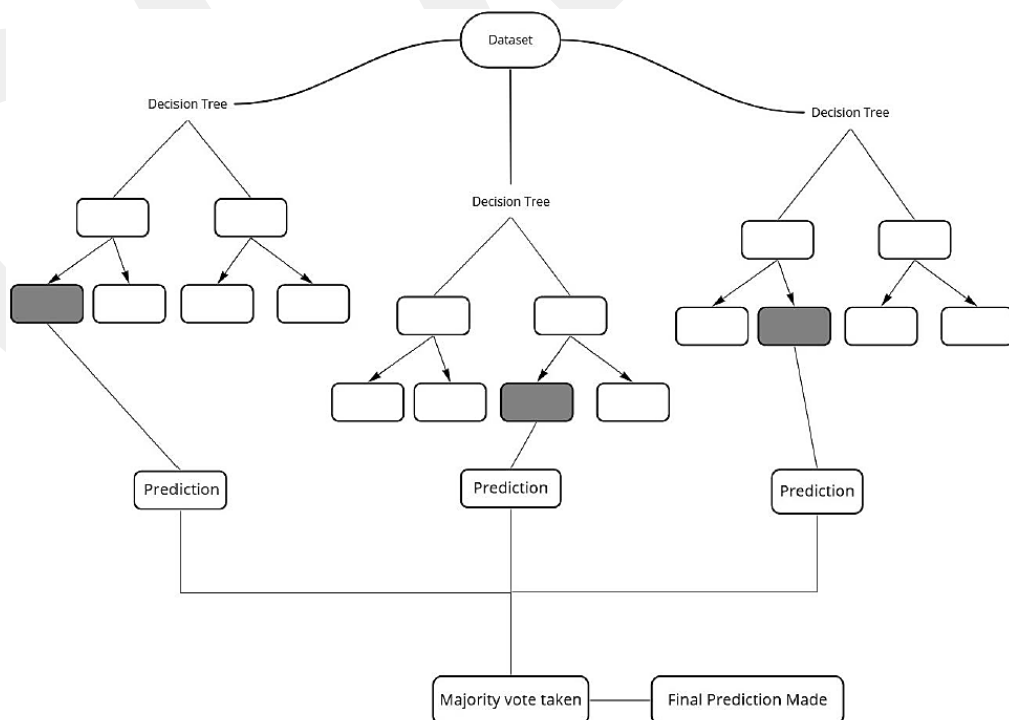 Dataset
Decision Tree
Decision Tree
Decision Tree
Prediction
Prediction
Prediction
Majority vote taken
Final Prediction Made